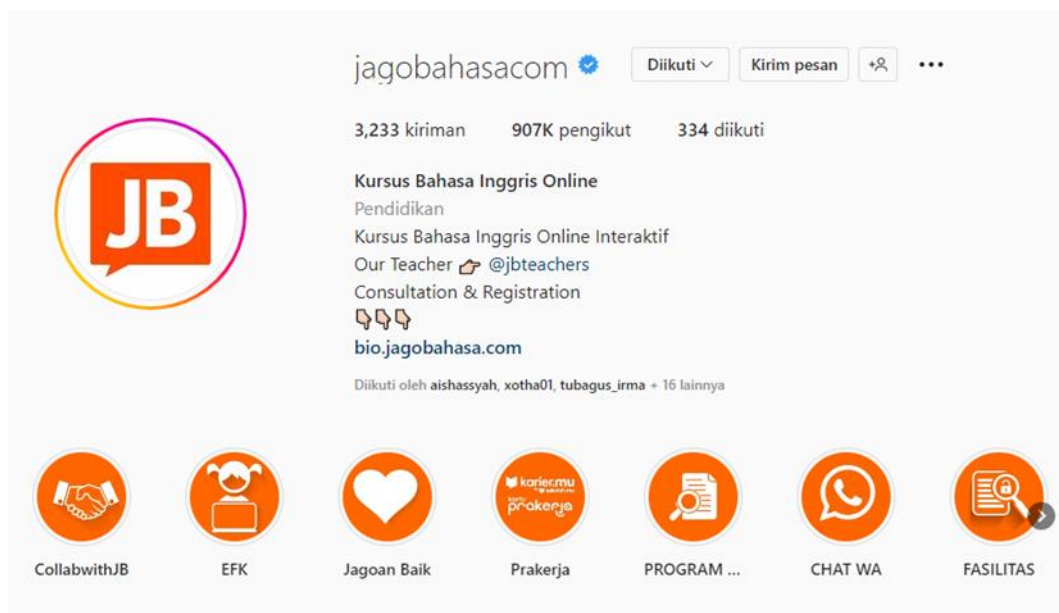 jagobahasacom
Diikuti
Kirim pesan
3,233 kiriman 907K pengikut 334 diikuti
JB
Kursus Bahasa Inggris Online
Pendidikan
Kursus Bahasa Inggris Online Interaktif
Our Teacher 👉🏻 @jbteachers
Consultation & Registration
👇🏻👇🏻👇🏻
bio.jagobahasa.com
Diikuti oleh aishassyah, xotha01, tubagus_irma + 16 lainnya
karier.mu
prakerja
CollabwithJB
EFK
Jagoan Baik
Prakerja
PROGRAM ...
CHAT WA
FASILITAS